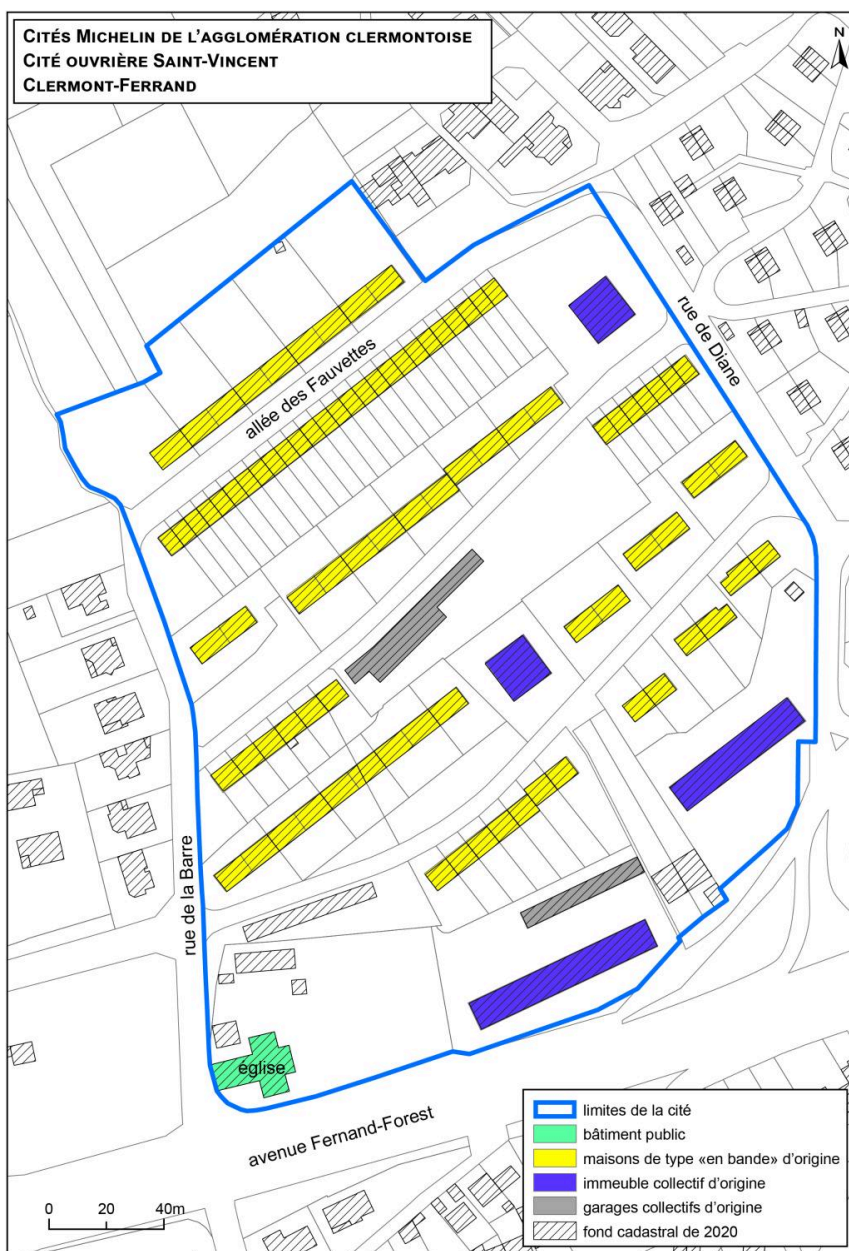 CITÉS MICHELIN DE L'AGGLOMÉRATION CLERMONTOISE
CITÉ OUVRIÈRE SAINT-VINCENT
CLERMONT-FERRAND
N
rue de Diane
allée des Fauvettes
rue de la Barre
église
avenue Fernand-Forest
limites de la cité
bâtiment public
maisons de type «en bande» d'origine
immeuble collectif d'origine
garages collectifs d'origine
fond cadastral de 2020
0 20 40m